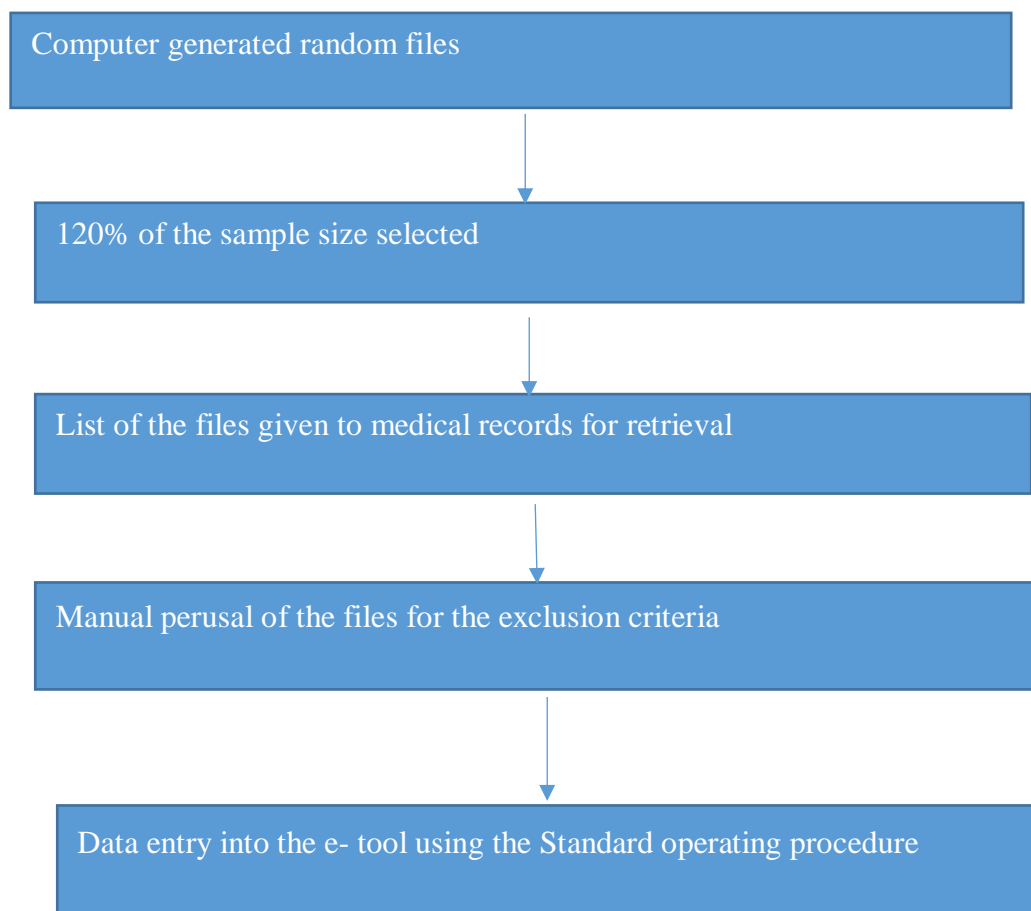 Computer generated random files
120% of the sample size selected
List of the files given to medical records for retrieval
Manual perusal of the files for the exclusion criteria
Data entry into the e- tool using the Standard operating procedure